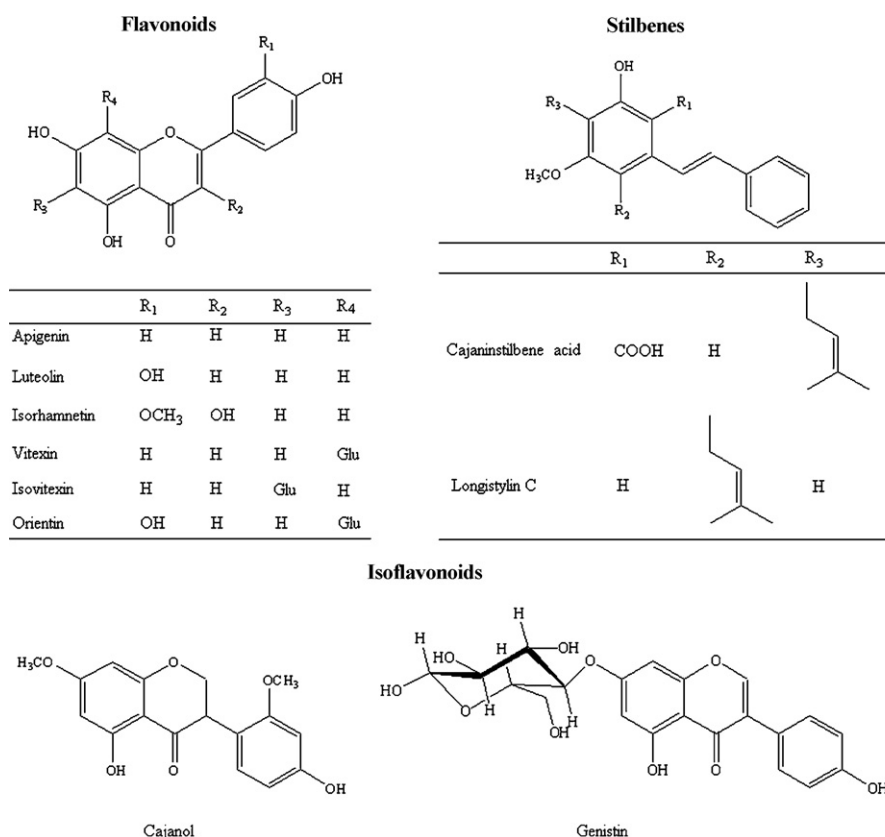 Flavonoids
R1
OH
R4
HO
O
R3
R2
OH
O
R1 R2 R3 R4
Apigenin H H H H
Luteolin OH H H H
Isorhamnetin OCH3 OH H H
Vitexin H H H Glu
Isovitexin H H Glu H
Orientin OH H H Glu
Stilbenes
OH
R3
R1
H3CO
R2
R1 R2 R3
Cajaninstilbene acid COOH H
Longistylin C H H
Isoflavonoids
H3CO
O
OCH3
OH
O
OH
Cajanol
H
H
HO
OH
H
O
O
HO
H
O
H
H
OH
OH
O
OH
Genistin